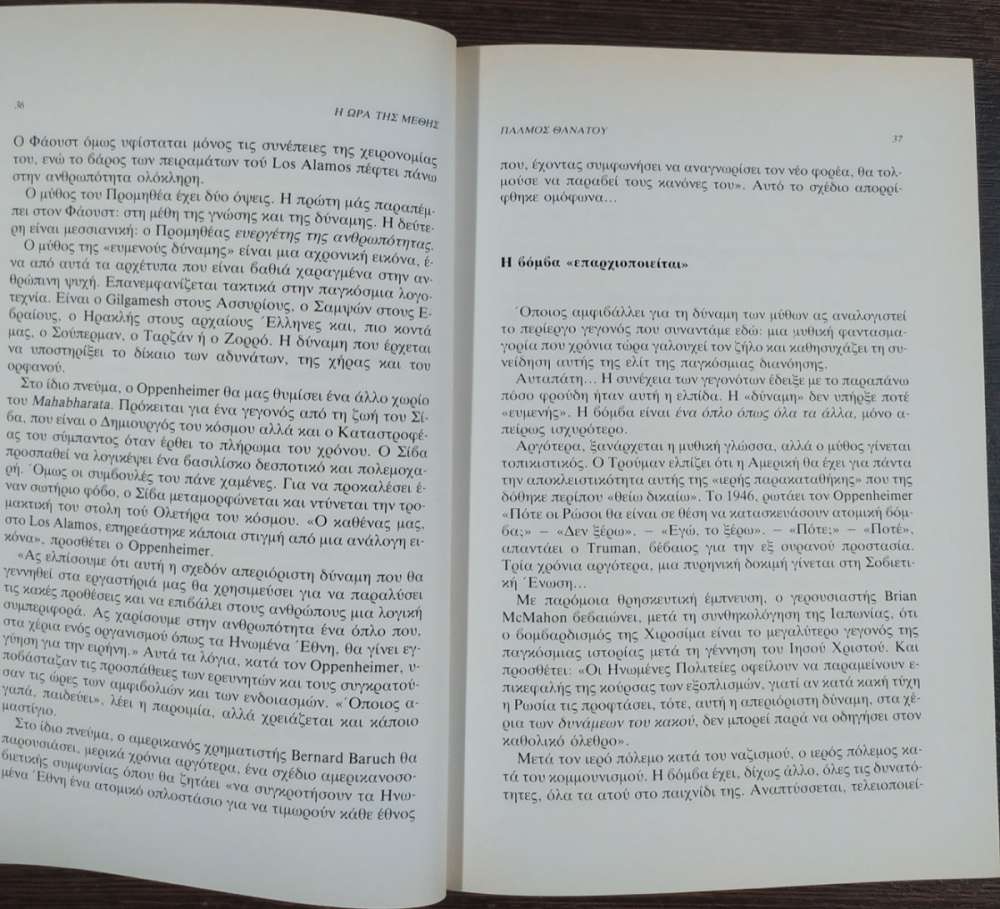 36
Η ΩΡΑ ΤΗΣ ΜΕΘΗΣ
Ο Φάουστ όμως υφίσταται μόνος τις συνέπειες της χειρονομίας
του, ενώ το βάρος των πειραμάτων τού Los Alamos πέφτει πάνω
στην ανθρωπότητα ολόκληρη.
Ο μύθος του Προμηθέα έχει δύο όψεις. Η πρώτη μάς παραπέμ-
πει στον Φάουστ: στη μέθη της γνώσης και της δύναμης. Η δεύτε-
ρη είναι μεσσιανική: ο Προμηθέας ευεργέτης της ανθρωπότητας.
Ο μύθος της «ευμενούς δύναμης» είναι μια αχρονική εικόνα, έ-
να από αυτά τα αρχέτυπα που είναι βαθιά χαραγμένα στην αν-
θρώπινη ψυχή. Επανεμφανίζεται τακτικά στην παγκόσμια λογο-
τεχνία. Είναι ο Gilgamesh στους Ασσυρίους, ο Σαμψών στους Ε-
βραίους, ο Ηρακλής στους αρχαίους Έλληνες και, πιο κοντά
μας, ο Σούπερμαν, ο Ταρζάν ή ο Ζορρό. Η δύναμη που έρχεται
να υποστηρίξει το δίκαιο των αδυνάτων, της χήρας και του
ορφανού.
Στο ίδιο πνεύμα, ο Oppenheimer θα μας θυμίσει ένα άλλο χωρίο
του Mahabharata. Πρόκειται για ένα γεγονός από τη ζωή του Σί-
βα, που είναι ο Δημιουργός του κόσμου αλλά και ο Καταστροφέ-
ας του σύμπαντος όταν έρθει το πλήρωμα του χρόνου. Ο Σίβα
προσπαθεί να λογικέψει ένα βασιλίσκο δεσποτικό και πολεμοχα-
ρή. Όμως οι συμβουλές του πάνε χαμένες. Για να προκαλέσει έ-
ναν σωτήριο φόβο, ο Σίβα μεταμορφώνεται και ντύνεται την τρο-
μακτική του στολή του Ολετήρα του κόσμου. «Ο καθένας μας,
στο Los Alamos, επηρεάστηκε κάποια στιγμή από μια ανάλογη ει-
κόνα», προσθέτει ο Oppenheimer.
«Ας ελπίσουμε ότι αυτή η σχεδόν απεριόριστη δύναμη που θα
γεννηθεί στα εργαστήριά μας θα χρησιμεύσει για να παραλύσει
τις κακές προθέσεις και να επιβάλει στους ανθρώπους μια λογική
συμπεριφορά. Ας χαρίσουμε στην ανθρωπότητα ένα όπλο που,
στα χέρια ενός οργανισμού όπως τα Ηνωμένα Έθνη, θα γίνει εγ-
γύηση για την ειρήνη.» Αυτά τα λόγια, κατά τον Oppenheimer, υ-
ποβάσταζαν τις προσπάθειες των ερευνητών και τους συγκρατού-
σαν τις ώρες των αμφιβολιών και των ενδοιασμών. «Όποιος α-
γαπά, παιδεύει», λέει η παροιμία, αλλά χρειάζεται και κάποιο
μαστίγιο.
Στο ίδιο πνεύμα, ο αμερικανός χρηματιστής Bernard Baruch θα
παρουσιάσει, μερικά χρόνια αργότερα, ένα σχέδιο αμερικανοσο-
βιετικής συμφωνίας όπου θα ζητάει «να συγκροτήσουν τα Ηνω-
μένα Έθνη ένα ατομικό οπλοστάσιο για να τιμωρούν κάθε έθνος
ΠΑΛΜΟΣ ΘΑΝΑΤΟΥ
37
που, έχοντας συμφωνήσει να αναγνωρίσει τον νέο φορέα, θα τολ-
μούσε να παραβεί τους κανόνες του». Αυτό το σχέδιο απορρί-
φθηκε ομόφωνα...
Η βόμβα «επαρχιοποιείται»
Όποιος αμφιβάλλει για τη δύναμη των μύθων ας αναλογιστεί
το περίεργο γεγονός που συναντάμε εδώ: μια μυθική φαντασμα-
γορία που χρόνια τώρα γαλουχεί τον ζήλο και καθησυχάζει τη συ-
νείδηση αυτής της ελίτ της παγκόσμιας διανόησης.
Αυταπάτη... Η συνέχεια των γεγονότων έδειξε με το παραπάνω
πόσο φρούδη ήταν αυτή η ελπίδα. Η «δύναμη» δεν υπήρξε ποτέ
«ευμενής». Η βόμβα είναι ένα όπλο όπως όλα τα άλλα, μόνο α-
πείρως ισχυρότερο.
Αργότερα, ξανάρχεται η μυθική γλώσσα, αλλά ο μύθος γίνεται
τοπικιστικός. Ο Τρούμαν ελπίζει ότι η Αμερική θα έχει για πάντα
την αποκλειστικότητα αυτής της «ιερής παρακαταθήκης» που της
δόθηκε περίπου «θείω δικαίω». Το 1946, ρωτάει τον Oppenheimer
«Πότε οι Ρώσοι θα είναι σε θέση να κατασκευάσουν ατομική βόμ-
βα;» – «Δεν ξέρω». – «Εγώ, το ξέρω». – «Πότε;» – «Ποτέ»,
απαντάει ο Truman, βέβαιος για την εξ ουρανού προστασία.
Τρία χρόνια αργότερα, μια πυρηνική δοκιμή γίνεται στη Σοβιετι-
κή Ένωση...
Με παρόμοια θρησκευτική έμπνευση, ο γερουσιαστής Brian
McMahon βεβαιώνει, μετά τη συνθηκολόγηση της Ιαπωνίας, ότι
ο βομβαρδισμός της Χιροσίμα είναι το μεγαλύτερο γεγονός της
παγκόσμιας ιστορίας μετά τη γέννηση του Ιησού Χριστού. Και
προσθέτει: «Οι Ηνωμένες Πολιτείες οφείλουν να παραμείνουν ε-
πικεφαλής της κούρσας των εξοπλισμών, γιατί αν κατά κακή τύχη
η Ρωσία τις προφτάσει, τότε, αυτή η απεριόριστη δύναμη, στα χέ-
ρια των δυνάμεων του κακού, δεν μπορεί παρά να οδηγήσει στον
καθολικό όλεθρο».
Μετά τον ιερό πόλεμο κατά του ναζισμού, ο ιερός πόλεμος κα-
τά του κομμουνισμού. Η βόμβα έχει, δίχως άλλο, όλες τις δυνατό-
τητες, όλα τα ατού στο παιχνίδι της. Αναπτύσσεται, τελειοποιεί-